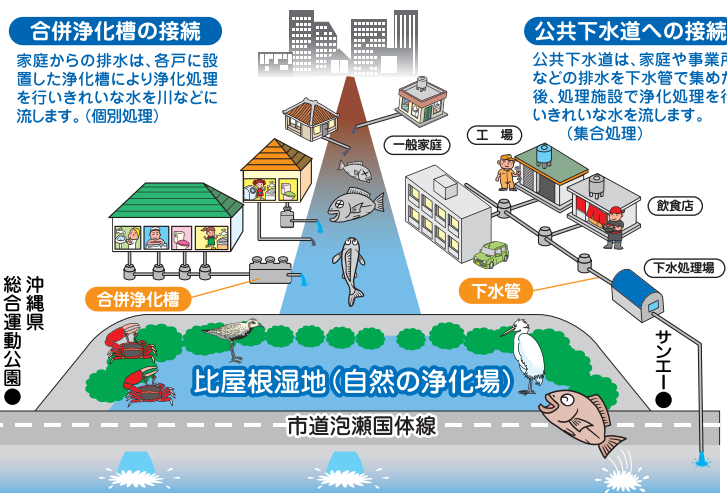 合併浄化槽の接続
家庭からの排水は、各戸に設
置した浄化槽により浄化処理
を行いきれいな水を川などに
流します。（個別処理）
公共下水道への接続
公共下水道は、家庭や事業所
などの排水を下水管で集めた
後、処理施設で浄化処理を行
いきれいな水を流します。
（集合処理）
一般家庭
工場
飲食店
下水処理場
合併浄化槽
下水管
沖縄県
総合運動公園●
サンエー●
比屋根湿地（自然の浄化場）
市道泡瀬国体線